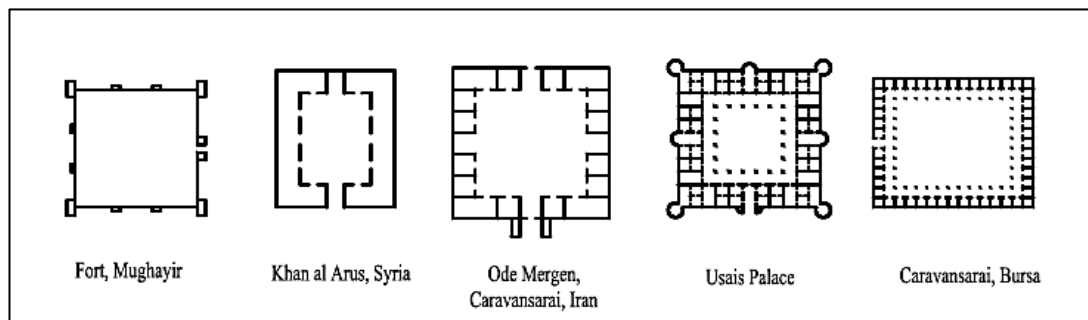 Fort, Mughayir
Khan al Arus, Syria
Ode Mergen,
Caravansarai, Iran
Usais Palace
Caravansarai, Bursa